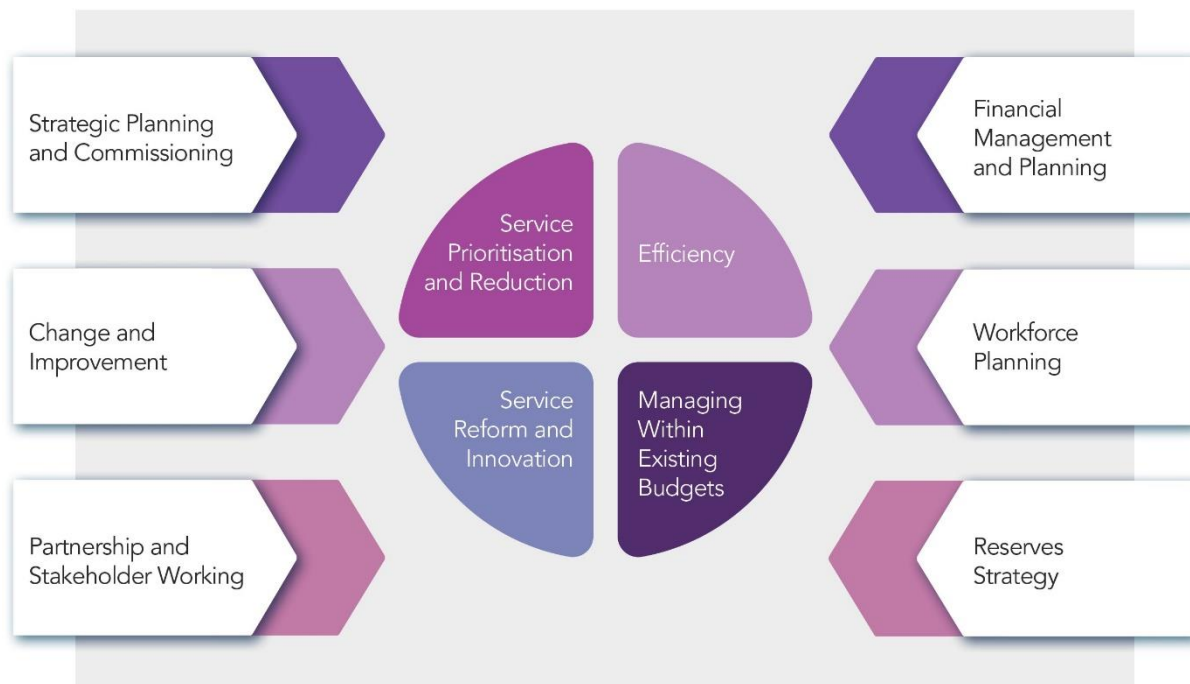 Strategic Planning
and Commissioning
Financial
Management
and Planning
Service
Prioritisation
and Reduction
Efficiency
Change and
Improvement
Workforce
Planning
Service
Reform and
Innovation
Managing
Within
Existing
Budgets
Partnership and
Stakeholder Working
Reserves
Strategy